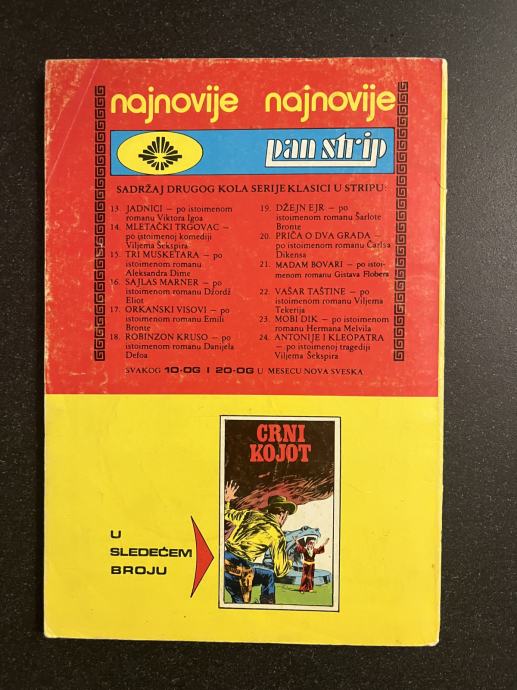 najnovije najnovije
pan strip
SADRŽAJ DRUGOG KOLA SERIJE KLASICI U STRIPU:
13. JADNICI – po istoimenom
romanu Viktora Igoa
14. MLETAČKI TRGOVAC –
po istoimenoj komediji
Viljema Šekspira
15. TRI MUSKETARA – po
istoimenom romanu
Aleksandra Dime
16. SAJLAS MARNER – po
istoimenom romanu Džordž
Eliot
17. ORKANSKI VISOVI – po
istoimenom romanu Emili
Bronte
18. ROBINZON KRUSO – po
istoimenom romanu Danijela
Defoa
19. DŽEJN EJR – po
istoimenom romanu Šarlote
Bronte
20. PRIČA O DVA GRADA –
po istoimenom romanu Čarlsa
Dikensa
21. MADAM BOVARI – po istoi-
menom romanu Gistava Flobera
22. VAŠAR TAŠTINE – po
istoimenom romanu Viljema
Tekerija
23. MOBI DIK – po istoimenom
romanu Hermana Melvila
24. ANTONIJE I KLEOPATRA
– po istoimenoj tragediji
Viljema Šekspira
SVAKOG 10-OG I 20-OG U MESECU NOVA SVESKA
CRNI
KOJOT
U
SLEDEĆEM
BROJU